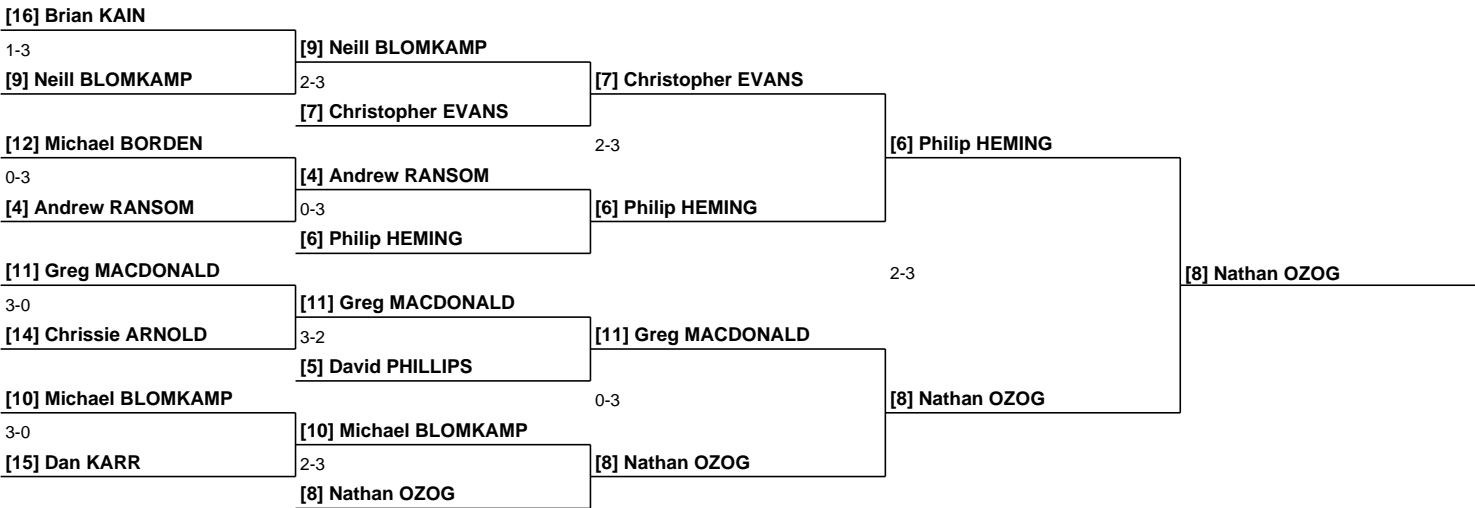 [16] Brian KAIN
1-3
[9] Neill BLOMKAMP
[9] Neill BLOMKAMP
2-3
[7] Christopher EVANS
[7] Christopher EVANS
[12] Michael BORDEN
2-3
[6] Philip HEMING
0-3
[4] Andrew RANSOM
[4] Andrew RANSOM
0-3
[6] Philip HEMING
[6] Philip HEMING
[11] Greg MACDONALD
2-3
[8] Nathan OZOG
3-0
[11] Greg MACDONALD
[14] Chrissie ARNOLD
3-2
[11] Greg MACDONALD
[5] David PHILLIPS
[10] Michael BLOMKAMP
0-3
[8] Nathan OZOG
3-0
[10] Michael BLOMKAMP
[15] Dan KARR
2-3
[8] Nathan OZOG
[8] Nathan OZOG